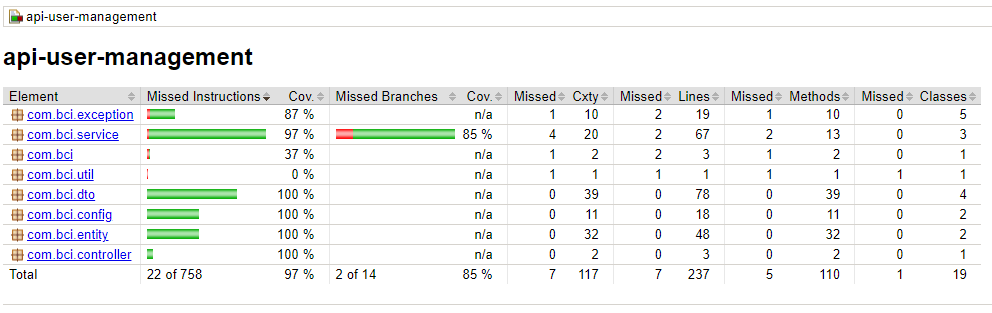 api-user-management
api-user-management
Element Missed Instructions Cov. Missed Branches Cov. Missed Cxty Missed Lines Missed Methods Missed Classes
com.bci.exception 87 % n/a 1 10 2 19 1 10 0 5
com.bci.service 97 % 85 % 4 20 2 67 2 13 0 3
com.bci 37 % n/a 1 2 2 3 1 2 0 1
com.bci.util 0 % n/a 1 1 1 1 1 1 1 1
com.bci.dto 100 % n/a 0 39 0 78 0 39 0 4
com.bci.config 100 % n/a 0 11 0 18 0 11 0 2
com.bci.entity 100 % n/a 0 32 0 48 0 32 0 2
com.bci.controller 100 % n/a 0 2 0 3 0 2 0 1
Total 22 of 758 97 % 2 of 14 85 % 7 117 7 237 5 110 1 19